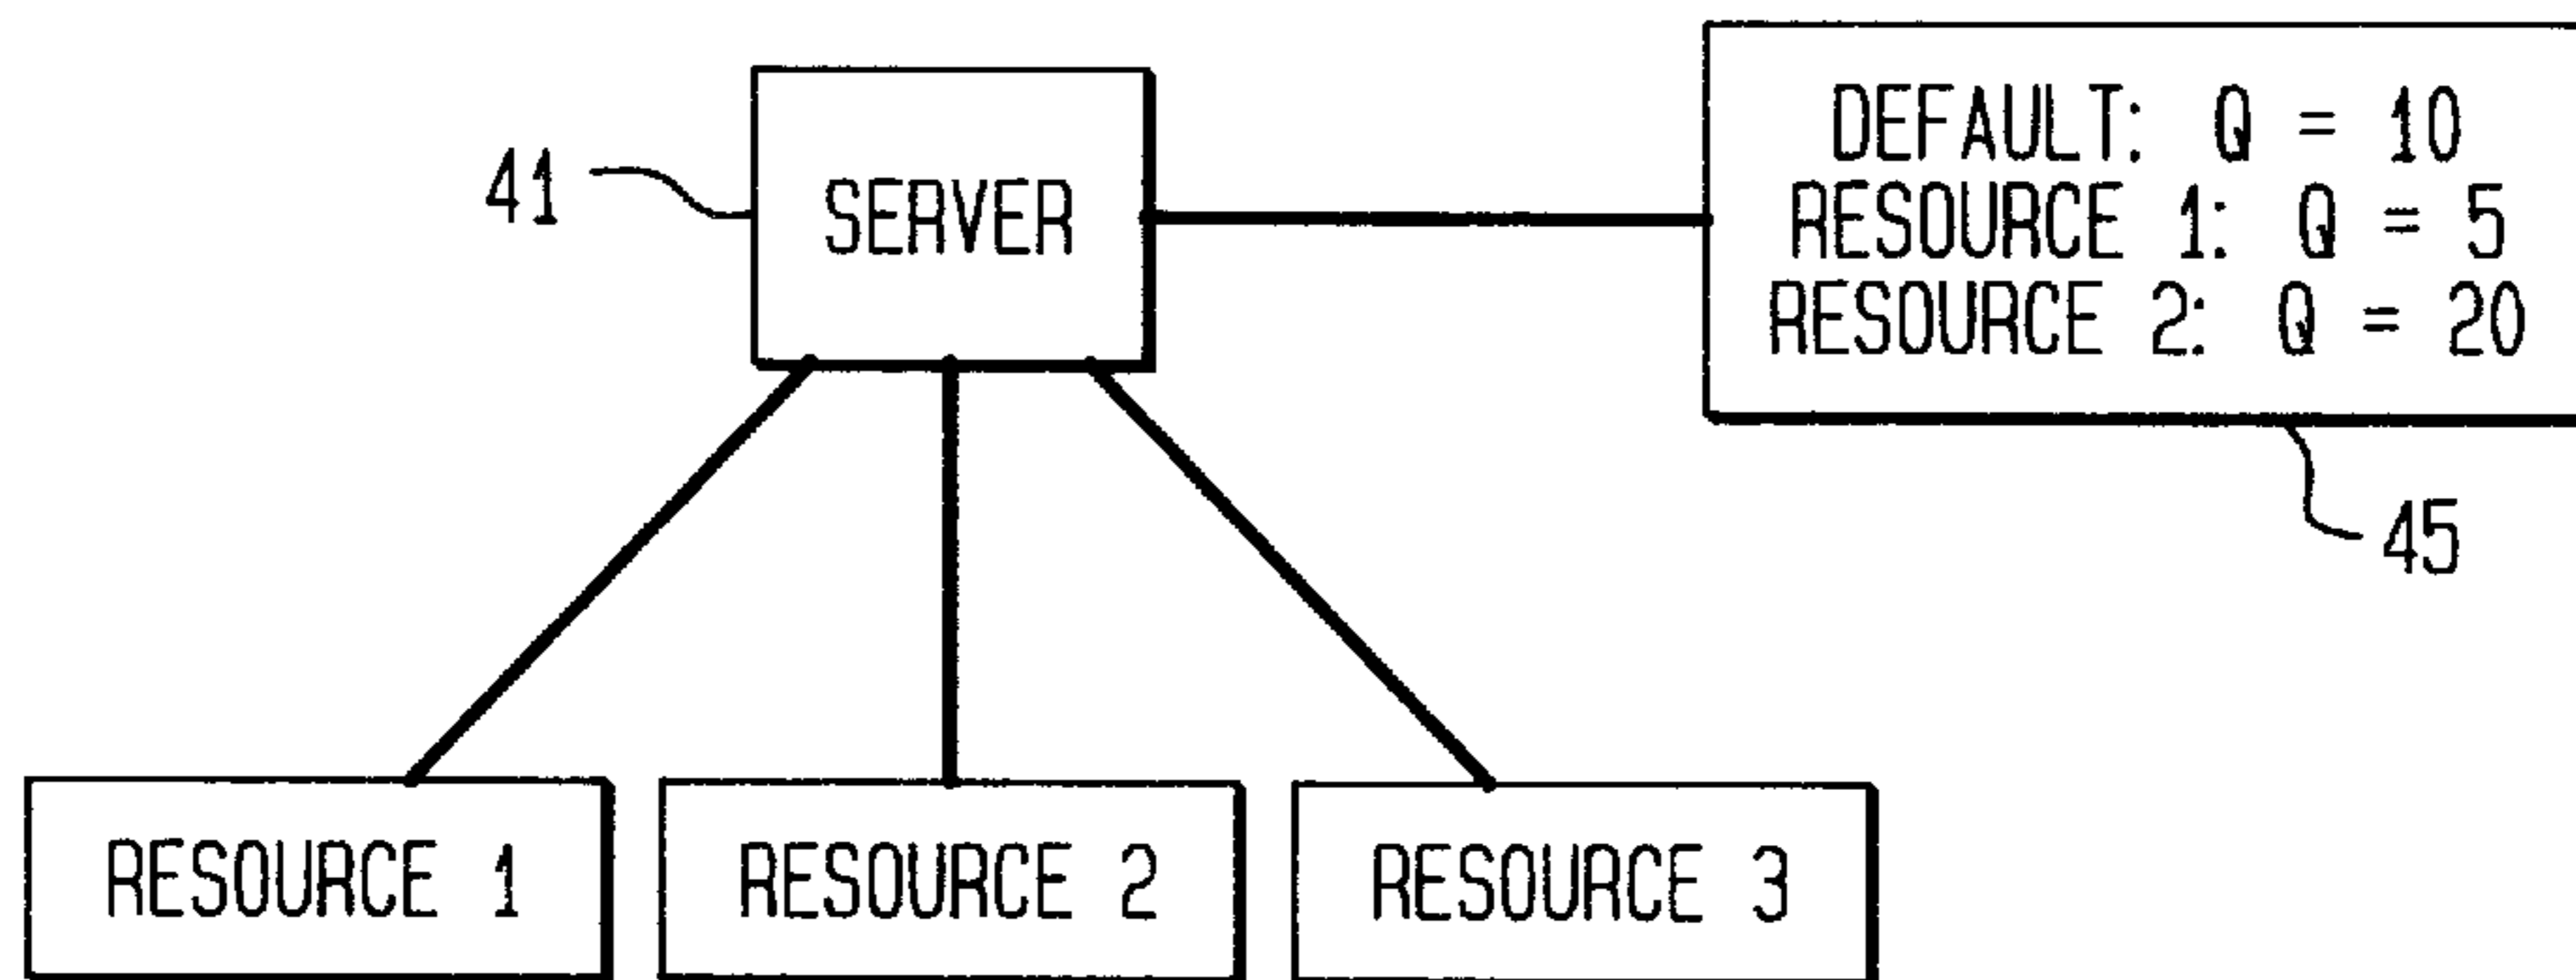 DEFAULT: Q = 10
RESOURCE 1: Q = 5
RESOURCE 2: Q = 20
41
SERVER
45
RESOURCE 1
RESOURCE 2
RESOURCE 3